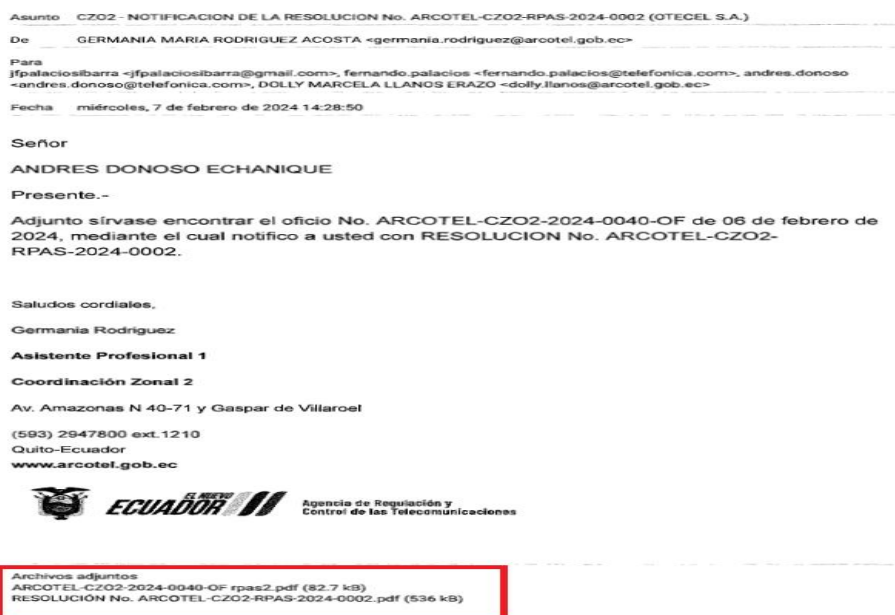 Asunto CZO2 - NOTIFICACION DE LA RESOLUCION No. ARCOTEL-CZO2-RPAS-2024-0002 (OTECEL S.A.)
De GERMANIA MARIA RODRIGUEZ ACOSTA <germania.rodriguez@arcotel.gob.ec>
Para
jfpalaciosibarra <jfpalaciosibarra@gmail.com>, fernando.palacios <fernando.palacios@telefonica.com>, andres.donoso
<andres.donoso@telefonica.com>, DOLLY MARCELA LLANOS ERAZO <dolly.llanos@arcotel.gob.ec>
Fecha miércoles, 7 de febrero de 2024 14:28:50
Señor
ANDRES DONOSO ECHANIQUE
Presente.-
Adjunto sírvase encontrar el oficio No. ARCOTEL-CZO2-2024-0040-OF de 06 de febrero de
2024, mediante el cual notifico a usted con RESOLUCION No. ARCOTEL-CZO2-
RPAS-2024-0002.
Saludos cordiales,
Germania Rodriguez
Asistente Profesional 1
Coordinación Zonal 2
Av. Amazonas N 40-71 y Gaspar de Villaroel
(593) 2947800 ext.1210
Quito-Ecuador
www.arcotel.gob.ec
EL NUEVO
ECUADOR
Agencia de Regulación y
Control de las Telecomunicaciones
Archivos adjuntos
ARCOTEL-CZO2-2024-0040-OF rpas2.pdf (82.7 kB)
RESOLUCIÓN No. ARCOTEL-CZO2-RPAS-2024-0002.pdf (536 kB)